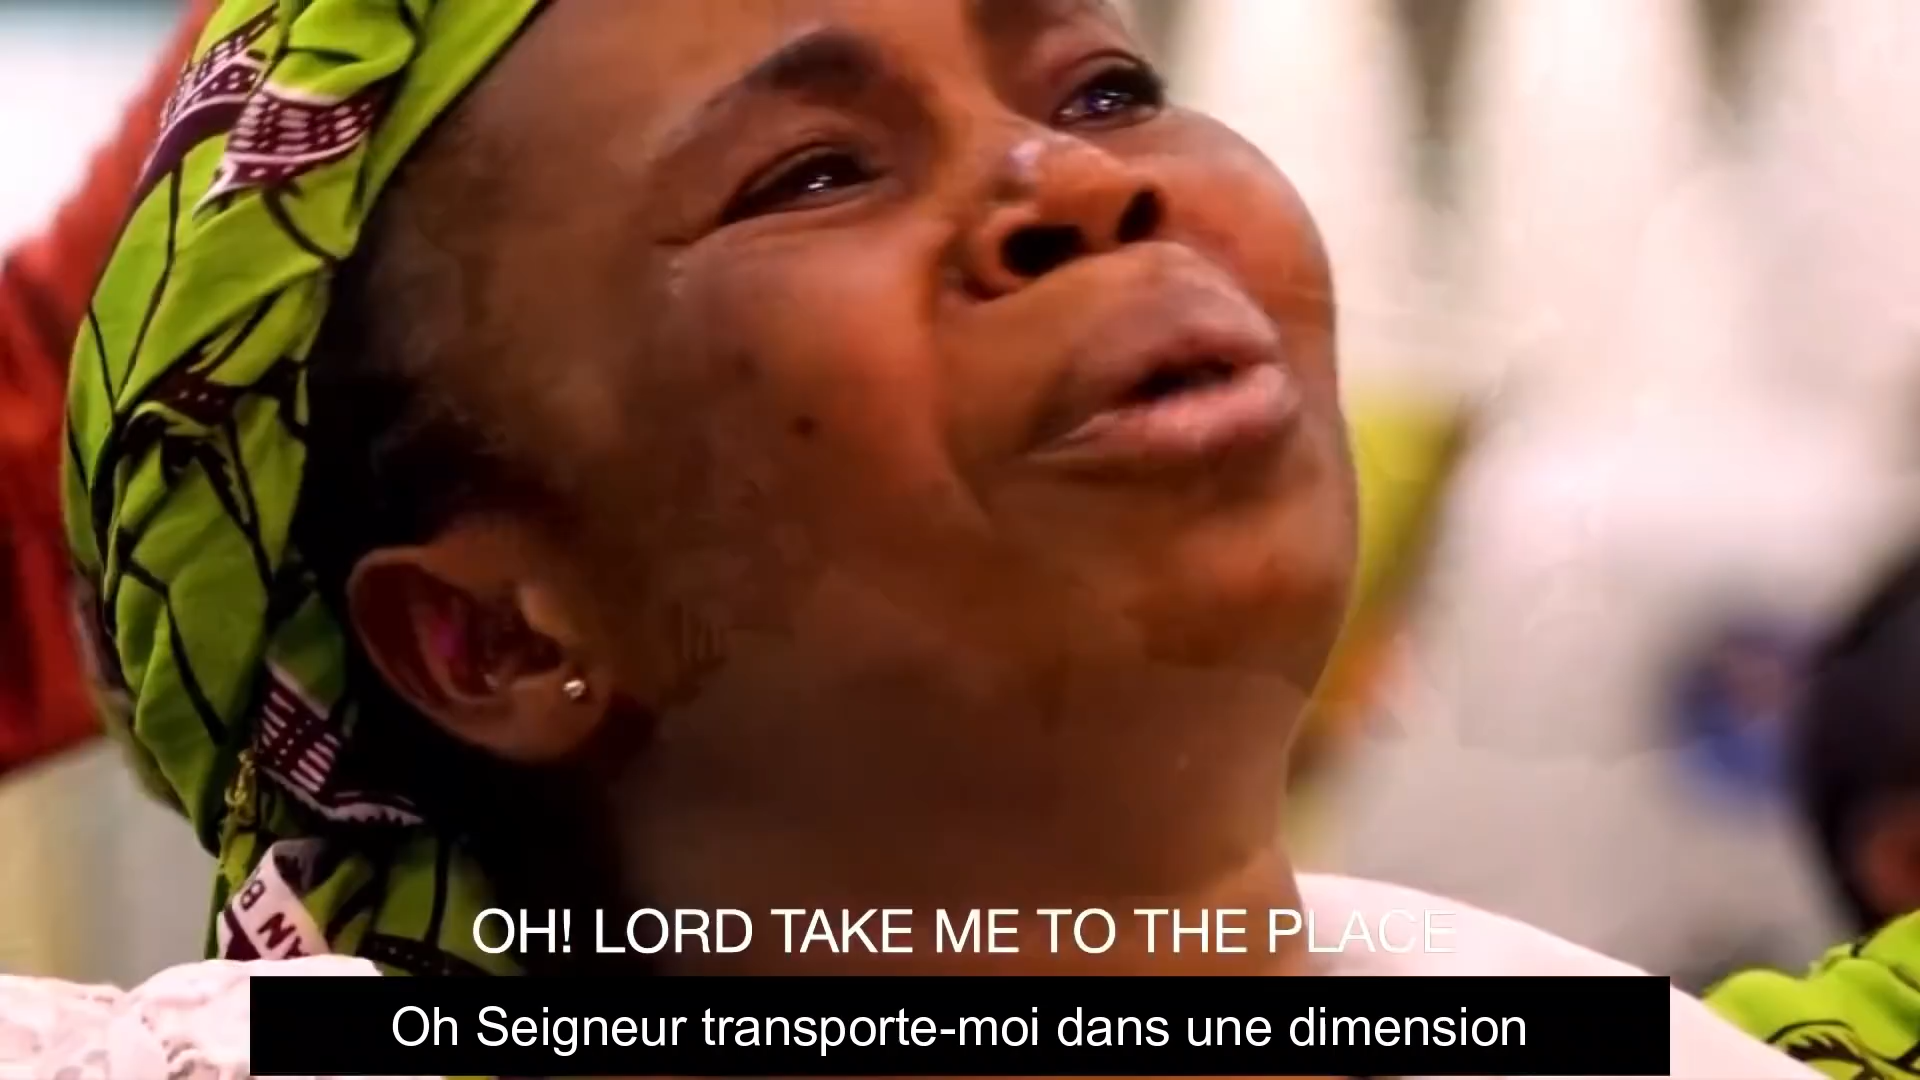 OH! LORD TAKE ME TO THE PLACE
Oh Seigneur transporte-moi dans une dimension